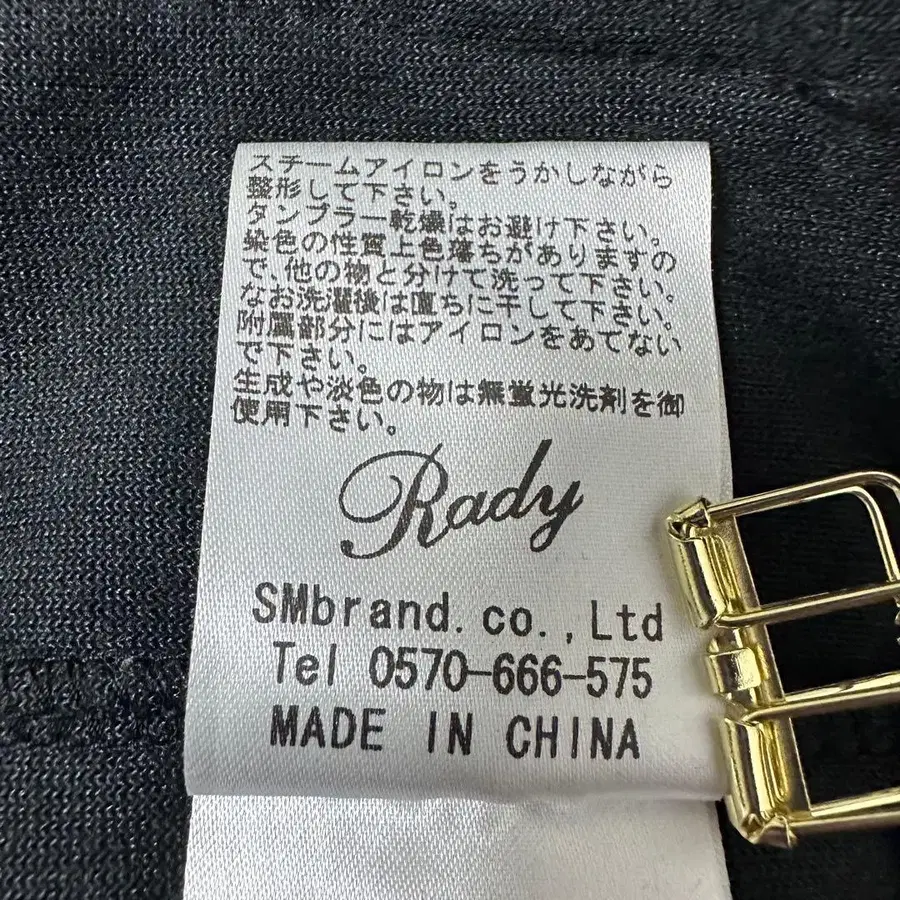 スチームアイロンをうかしながら
整形して下さい。
タンブラー乾燥はお避け下さい。
染色の性質上色落ちがありますの
で、他の物と分けて洗って下さい。
なお洗濯後は直ちに干して下さい。
附属部分にはアイロンをあてない
で下さい。
生成や淡色の物は無蛍光洗剤を御
使用下さい。
Rady
SMbrand.co.,Ltd
Tel 0570-666-575
MADE IN CHINA